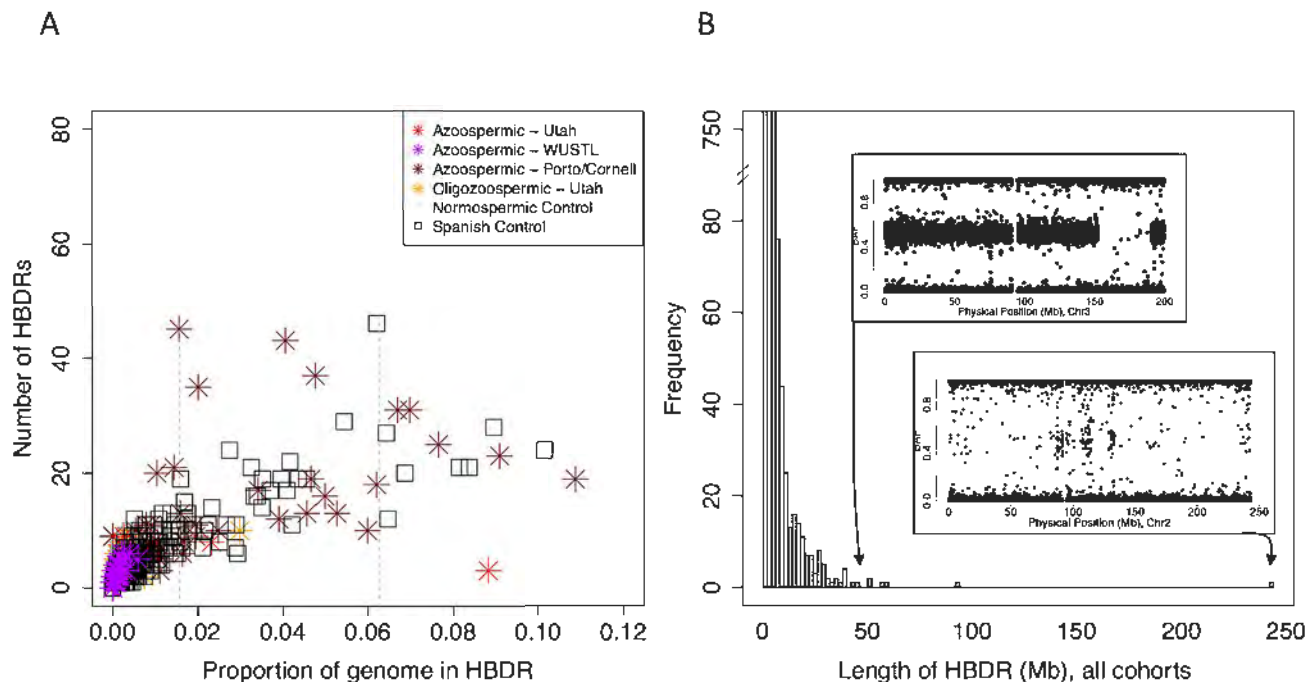 A
Number of HBDRs
80
60
40
20
0
Azoospermic – Utah
Azoospermic – WUSTL
Azoospermic – Porto/Cornell
Oligozoospermic – Utah
Normospermic Control
Spanish Control
0.00 0.02 0.04 0.06 0.08 0.10 0.12
Proportion of genome in HBDR
B
Frequency
750
80
60
40
20
0
0.8
0.4
0.0
0 50 100 150 200
Physical Position (Mb), Chr3
0.8
0.4
0.0
0 50 100 150 200 250
Physical Position (Mb), Chr2
0 50 100 150 200 250
Length of HBDR (Mb), all cohorts